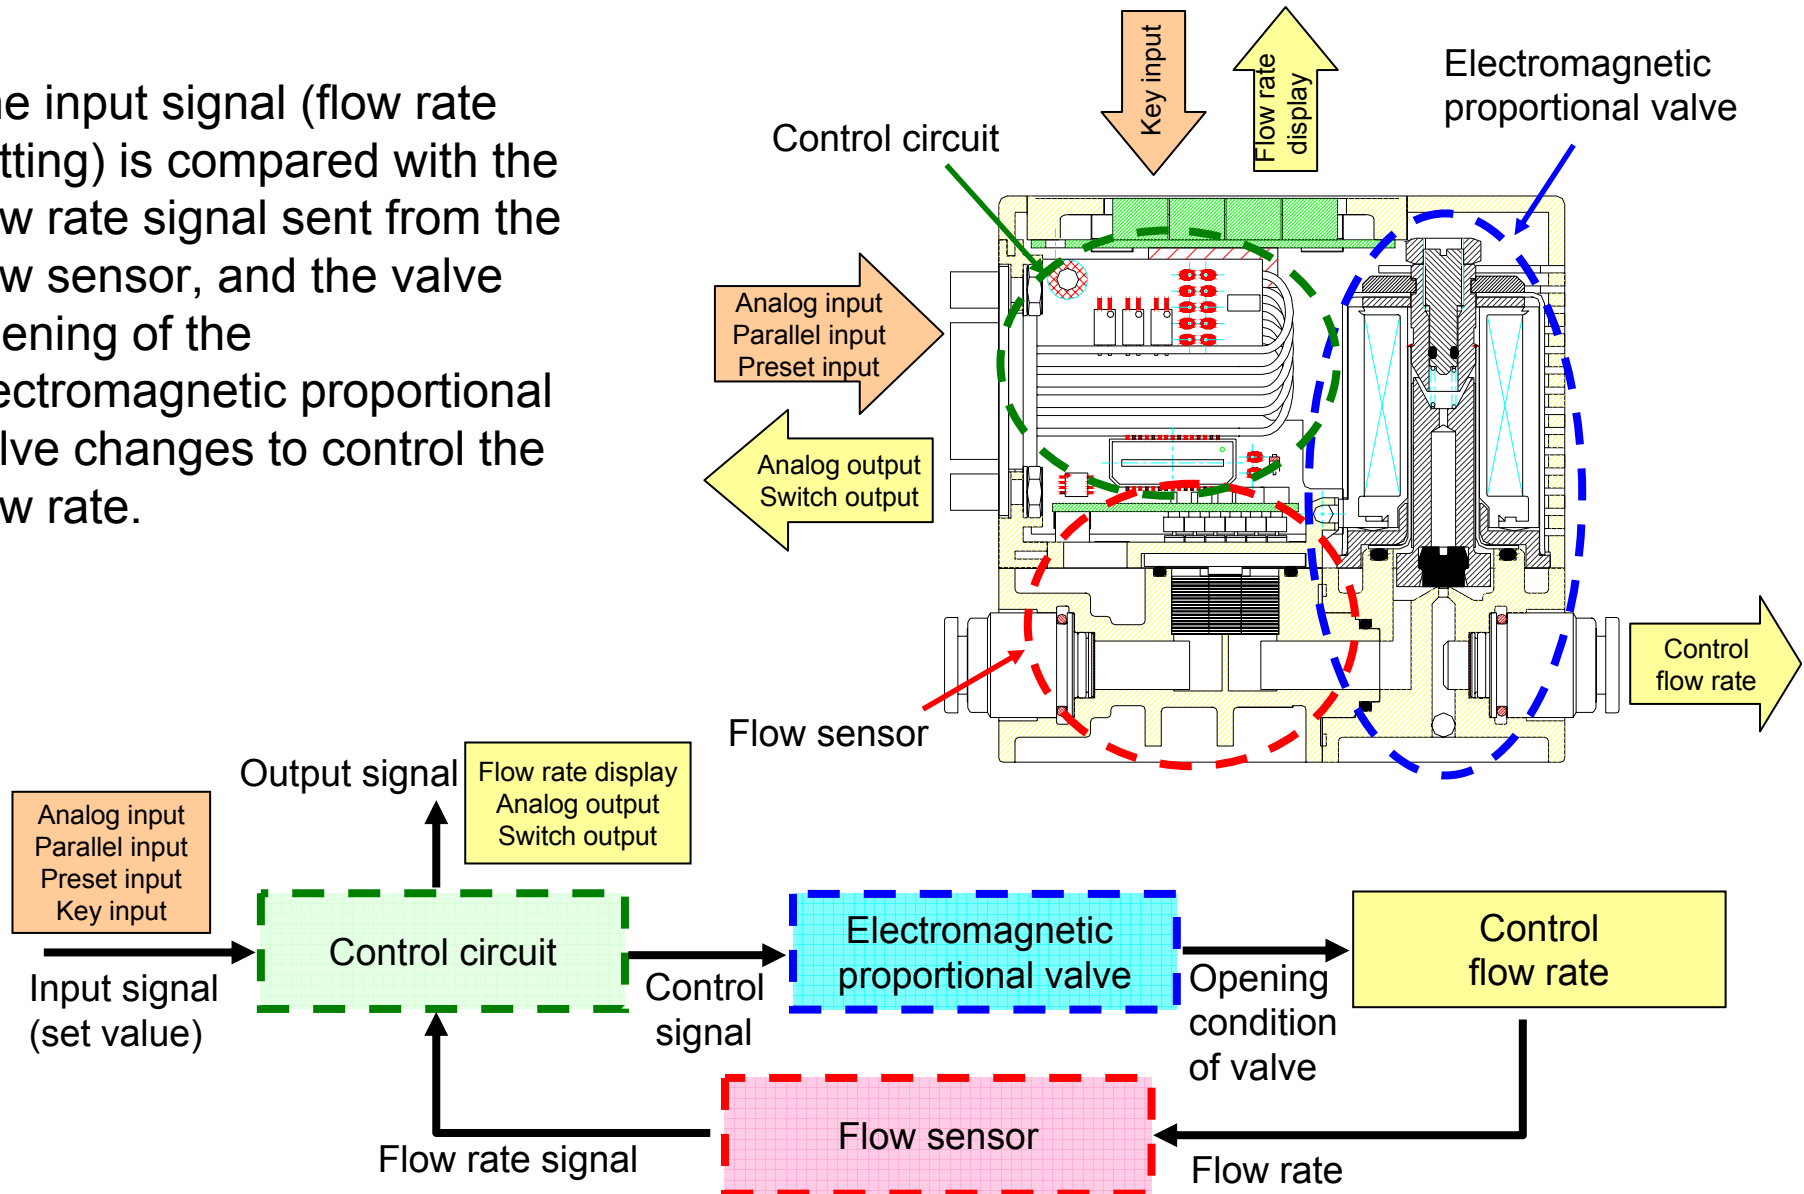 ne input signal (flow rate
tting) is compared with the
w rate signal sent from the
w sensor, and the valve
ening of the
ectromagnetic proportional
lve changes to control the
w rate.
Key input
Flow rate
display
Electromagnetic
proportional valve
Control circuit
Analog input
Parallel input
Preset input
Analog output
Switch output
Control
flow rate
Flow sensor
Output signal
Flow rate display
Analog output
Switch output
Analog input
Parallel input
Preset input
Key input
Control circuit
Electromagnetic
proportional valve
Control
flow rate
Input signal
(set value)
Control
signal
Opening
condition
of valve
Flow sensor
Flow rate signal
Flow rate